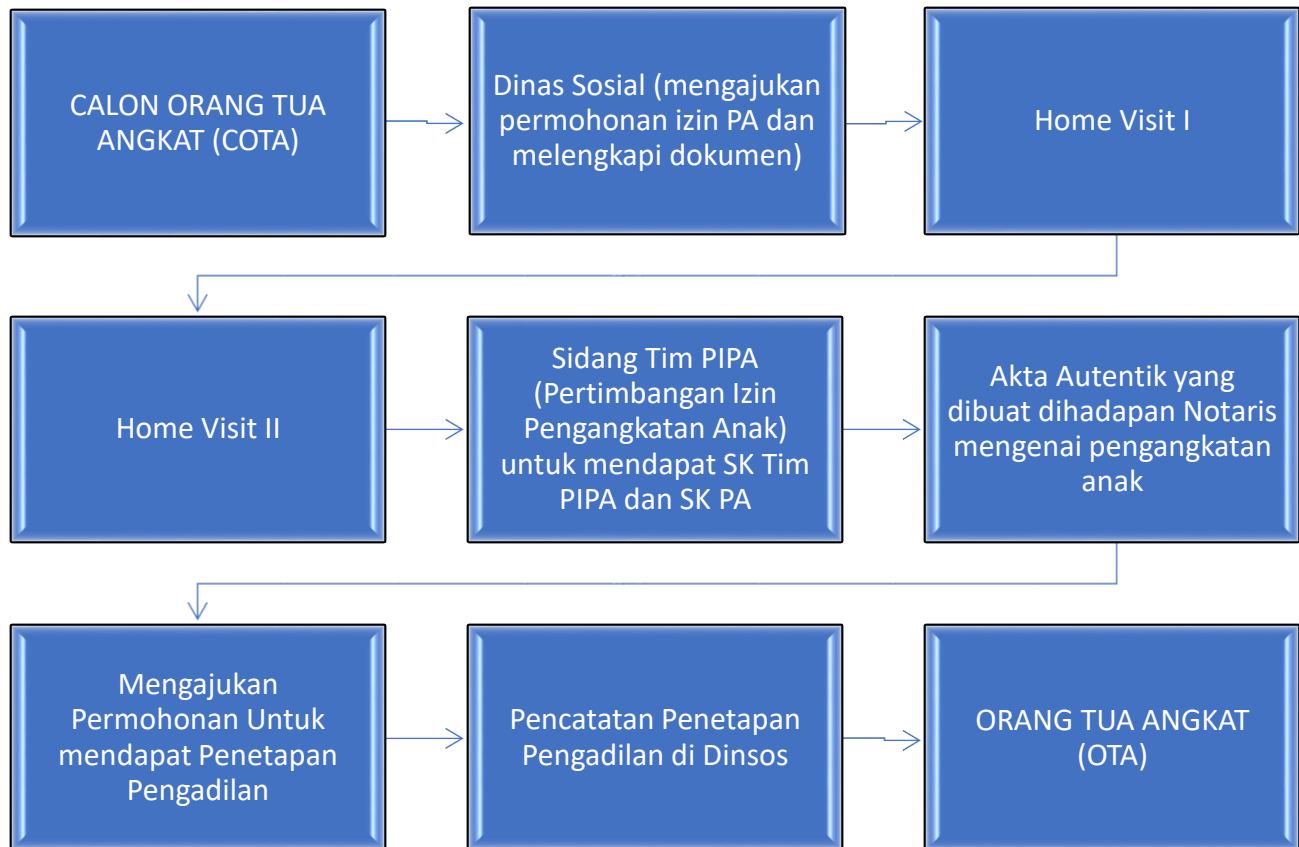 CALON ORANG TUA
ANGKAT (COTA)
Dinas Sosial (mengajukan
permohonan izin PA dan
melengkapi dokumen)
Home Visit I
Home Visit II
Sidang Tim PIPA
(Pertimbangan Izin
Pengangkatan Anak)
untuk mendapat SK Tim
PIPA dan SK PA
Akta Autentik yang
dibuat dihadapan Notaris
mengenai pengangkatan
anak
Mengajukan
Permohonan Untuk
mendapat Penetapan
Pengadilan
Pencatatan Penetapan
Pengadilan di Dinsos
ORANG TUA ANGKAT
(OTA)